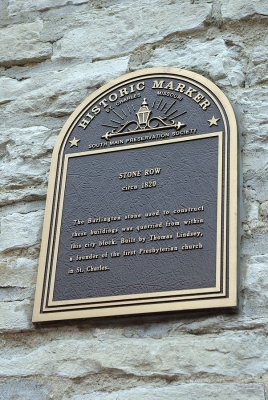 HISTORIC MARKER
ST. CHARLES MISSOURI
SOUTH MAIN PRESERVATION SOCIETY
STONE ROW
circa 1820
The Burlington stone used to construct
these buildings was quarried from within
this city block. Built by Thomas Lindsey,
a founder of the first Presbyterian church
in St. Charles.